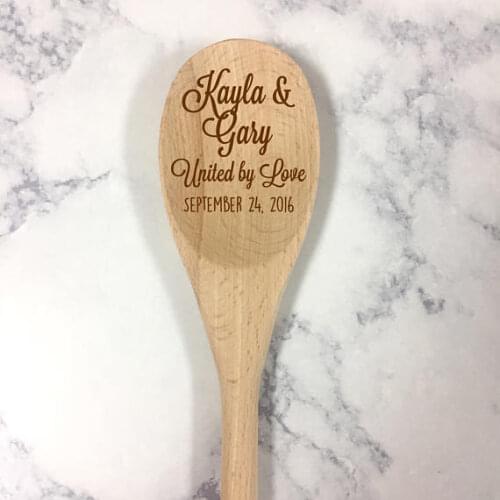 Kayla &
Gary
United by Love
SEPTEMBER 24, 2016